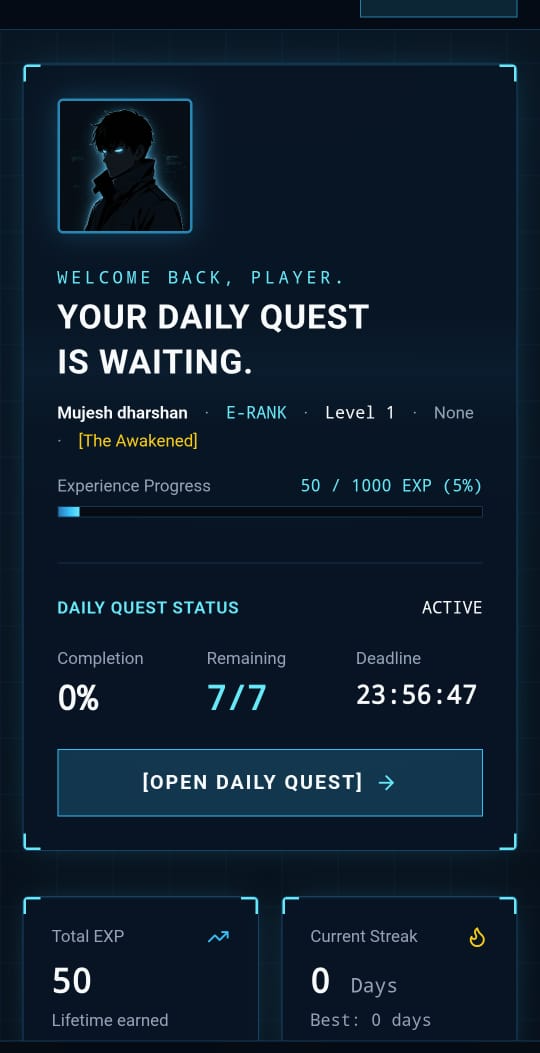 WELCOME BACK, PLAYER.
YOUR DAILY QUEST
IS WAITING.
Mujesh dharshan · E-RANK · Level 1 · None
· [The Awakened]
Experience Progress 50 / 1000 EXP (5%)
DAILY QUEST STATUS ACTIVE
Completion Remaining Deadline
0% 7/7 23:56:47
[OPEN DAILY QUEST] →
Total EXP Current Streak
50 0 Days
Lifetime earned Best: 0 days